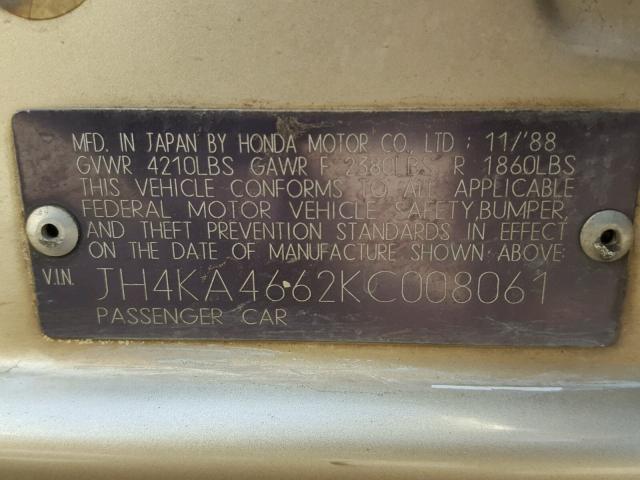 MFD. IN JAPAN BY HONDA MOTOR CO., LTD : 11/'88
GVWR 4210LBS GAWR F 2380LBS R 1860LBS
THIS VEHICLE CONFORMS TO ALL APPLICABLE
FEDERAL MOTOR VEHICLE SAFETY,BUMPER,
AND THEFT PREVENTION STANDARDS IN EFFECT
ON THE DATE OF MANUFACTURE SHOWN ABOVE:
V.I.N. JH4KA4662KC008061
PASSENGER CAR